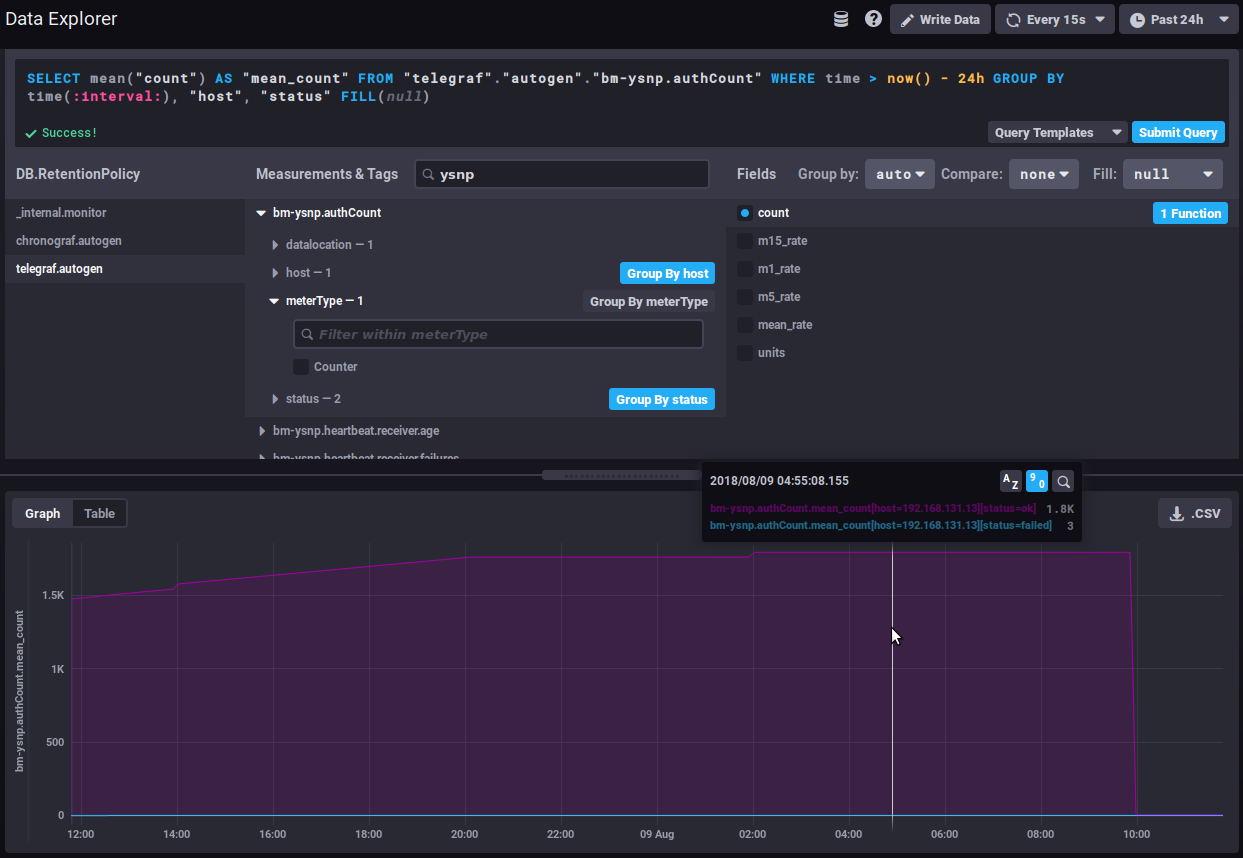 Data Explorer
Write Data
Every 15s
Past 24h
SELECT mean("count") AS "mean_count" FROM "telegraf"."autogen"."bm-ysnp.authCount" WHERE time > now() - 24h GROUP BY
time(:interval:), "host", "status" FILL(null)
Success!
Query Templates
Submit Query
DB.RetentionPolicy
Measurements & Tags
ysnp
Fields
Group by:
auto
Compare:
none
Fill:
null
_internal.monitor
chronograf.autogen
telegraf.autogen
bm-ysnp.authCount
datalocation — 1
host — 1
Group By host
meterType — 1
Group By meterType
Filter within meterType
Counter
status — 2
Group By status
bm-ysnp.heartbeat.receiver.age
bm-ysnp.heartbeat.receiver.failures
count
1 Function
m15_rate
m1_rate
m5_rate
mean_rate
units
2018/08/09 04:55:08.155
A Z
9 0
bm-ysnp.authCount.mean_count[host=192.168.131.13][status=ok] 1.8K
bm-ysnp.authCount.mean_count[host=192.168.131.13][status=failed] 3
Graph
Table
.CSV
bm-ysnp.authCount.mean_count
1.5K
1K
500
0
12:00
14:00
16:00
18:00
20:00
22:00
09 Aug
02:00
04:00
06:00
08:00
10:00